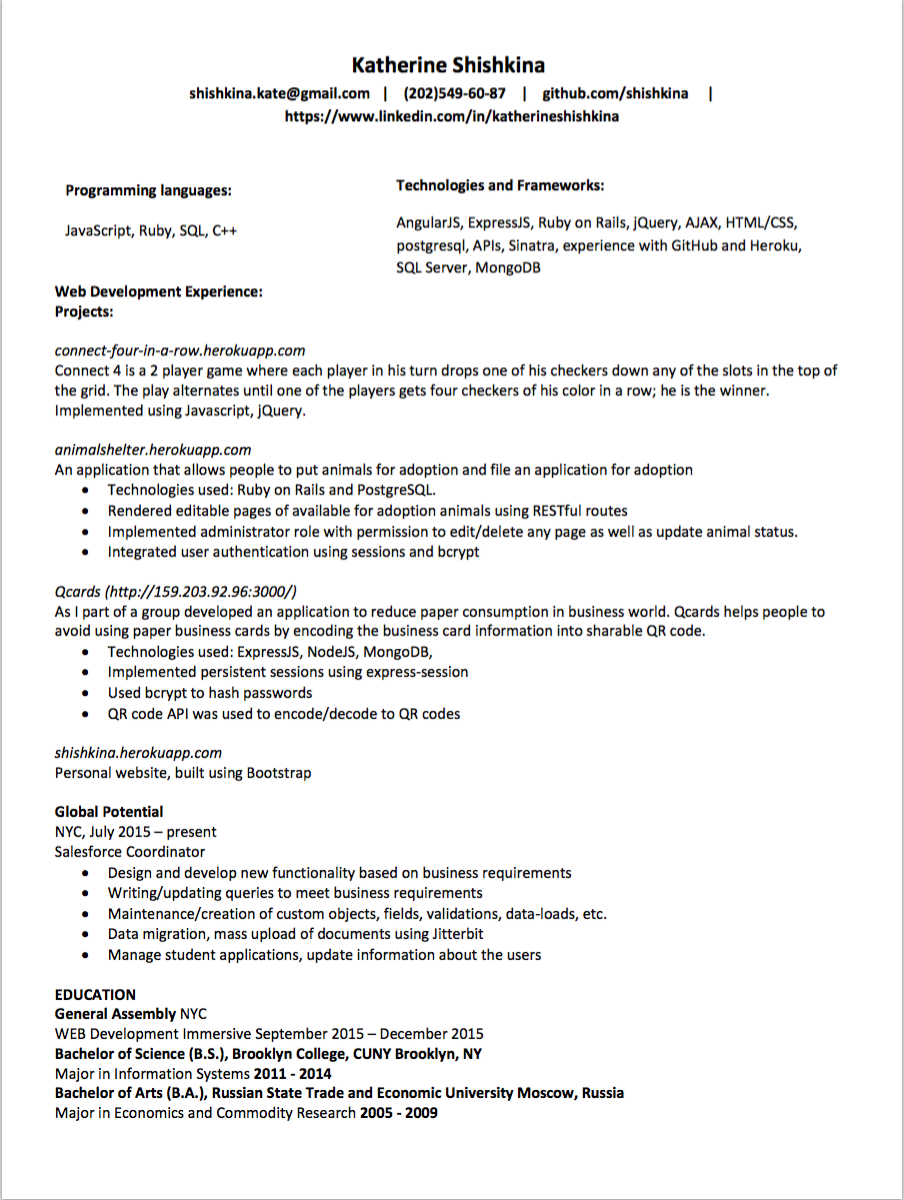 Katherine Shishkina
shishkina.kate@gmail.com | (202)549-60-87 | github.com/shishkina |
https://www.linkedin.com/in/katherineshishkina
Programming languages:
JavaScript, Ruby, SQL, C++
Technologies and Frameworks:
AngularJS, ExpressJS, Ruby on Rails, jQuery, AJAX, HTML/CSS,
postgresql, APIs, Sinatra, experience with GitHub and Heroku,
SQL Server, MongoDB
Web Development Experience:
Projects:
connect-four-in-a-row.herokuapp.com
Connect 4 is a 2 player game where each player in his turn drops one of his checkers down any of the slots in the top of
the grid. The play alternates until one of the players gets four checkers of his color in a row; he is the winner.
Implemented using Javascript, jQuery.
animalshelter.herokuapp.com
An application that allows people to put animals for adoption and file an application for adoption
• Technologies used: Ruby on Rails and PostgreSQL.
• Rendered editable pages of available for adoption animals using RESTful routes
• Implemented administrator role with permission to edit/delete any page as well as update animal status.
• Integrated user authentication using sessions and bcrypt
Qcards (http://159.203.92.96:3000/)
As I part of a group developed an application to reduce paper consumption in business world. Qcards helps people to
avoid using paper business cards by encoding the business card information into sharable QR code.
• Technologies used: ExpressJS, NodeJS, MongoDB,
• Implemented persistent sessions using express-session
• Used bcrypt to hash passwords
• QR code API was used to encode/decode to QR codes
shishkina.herokuapp.com
Personal website, built using Bootstrap
Global Potential
NYC, July 2015 – present
Salesforce Coordinator
• Design and develop new functionality based on business requirements
• Writing/updating queries to meet business requirements
• Maintenance/creation of custom objects, fields, validations, data-loads, etc.
• Data migration, mass upload of documents using Jitterbit
• Manage student applications, update information about the users
EDUCATION
General Assembly NYC
WEB Development Immersive September 2015 – December 2015
Bachelor of Science (B.S.), Brooklyn College, CUNY Brooklyn, NY
Major in Information Systems 2011 - 2014
Bachelor of Arts (B.A.), Russian State Trade and Economic University Moscow, Russia
Major in Economics and Commodity Research 2005 - 2009